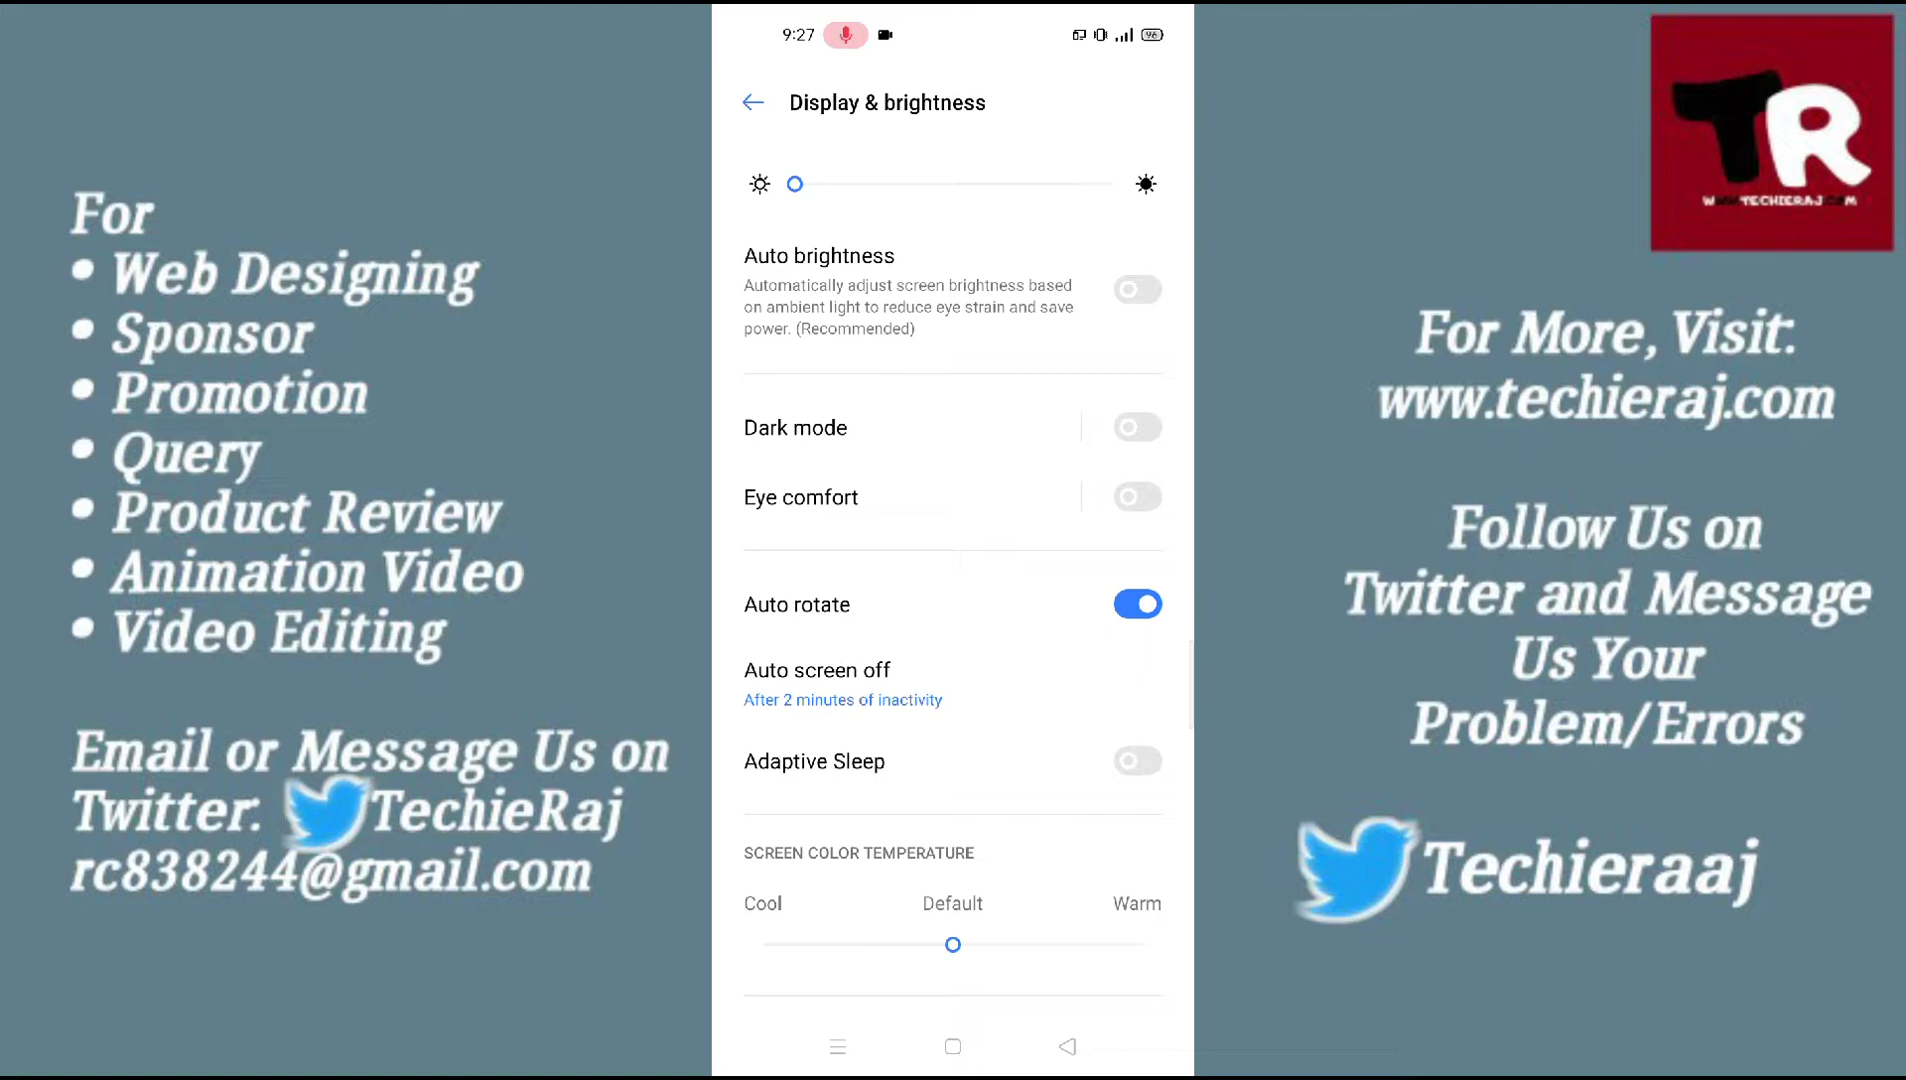 For
• Web Designing
• Sponsor
• Promotion
• Query
• Product Review
• Animation Video
• Video Editing
Email or Message Us on
Twitter: TechieRaj
rc838244@gmail.com
9:27
96
Display & brightness
Auto brightness
Automatically adjust screen brightness based
on ambient light to reduce eye strain and save
power. (Recommended)
Dark mode
Eye comfort
Auto rotate
Auto screen off
After 2 minutes of inactivity
Adaptive Sleep
SCREEN COLOR TEMPERATURE
Cool Default Warm
TR
WWW.TECHIERAJ.COM
For More, Visit:
www.techieraj.com
Follow Us on
Twitter and Message
Us Your
Problem/Errors
Techieraaj